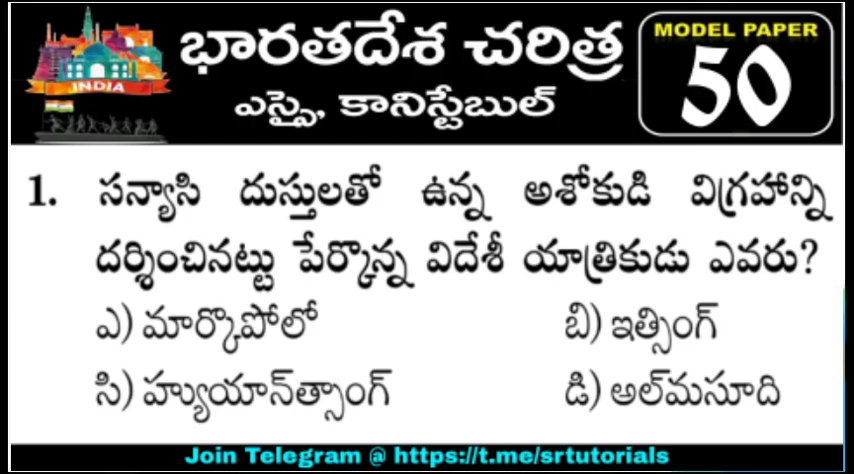 INDIA
భారతదేశ చరిత్ర
ఎస్సై, కానిస్టేబుల్
MODEL PAPER
50
1. సన్యాసి దుస్తులతో ఉన్న అశోకుడి విగ్రహాన్ని
దర్శించినట్టు పేర్కొన్న విదేశీ యాత్రికుడు ఎవరు?
ఎ) మార్కొపోలో బి) ఇత్సింగ్
సి) హ్యుయాన్‌త్సాంగ్ డి) అల్‌మసూది
Join Telegram @ https://t.me/srtutorials